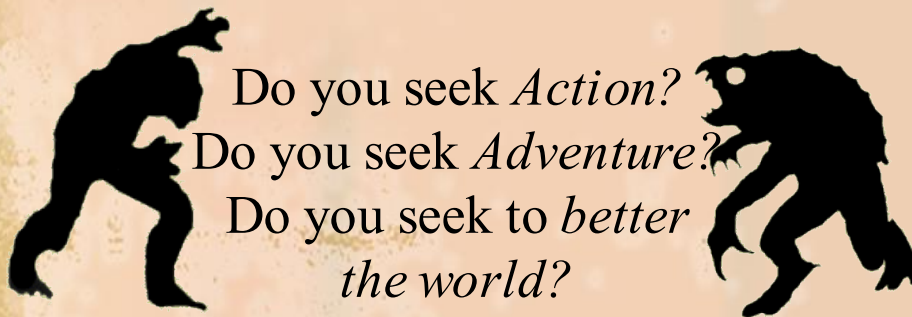 Do you seek Action?
Do you seek Adventure?
Do you seek to better
the world?